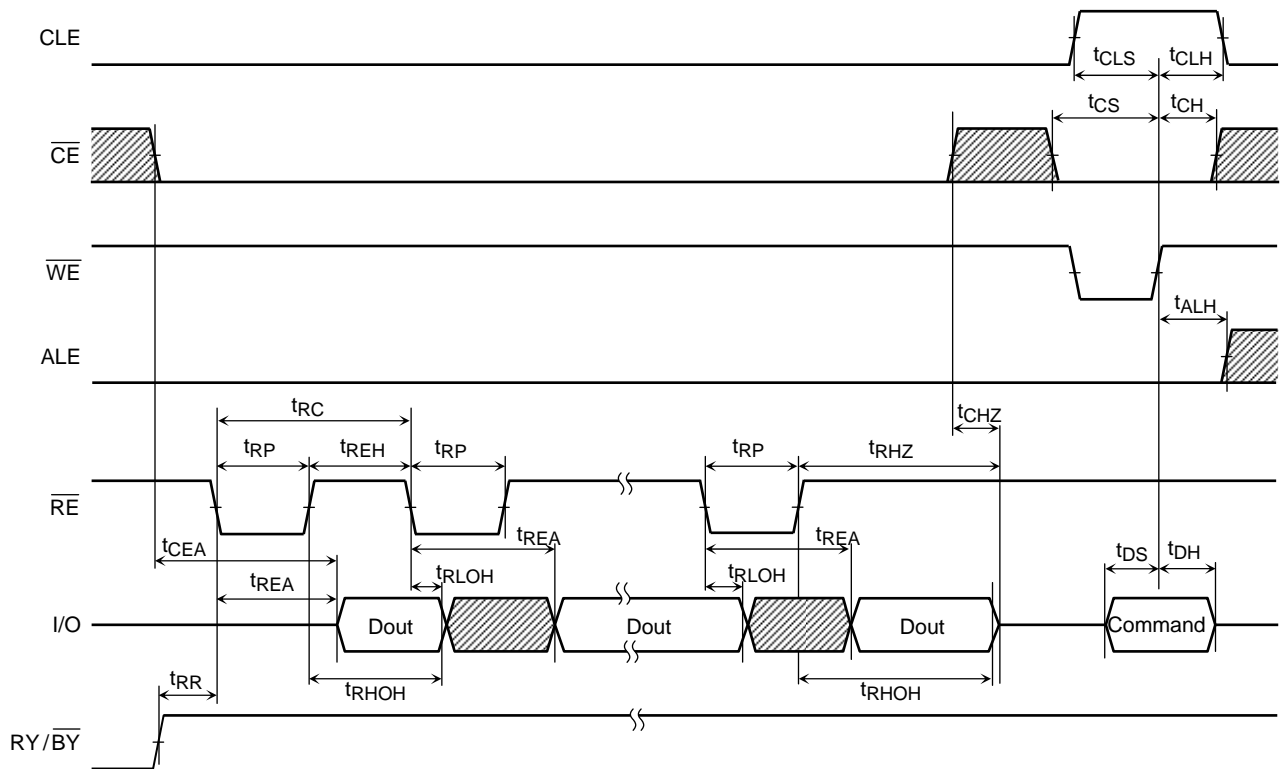 CLE
tCLS
tCLH
tCS
tCH
CE
WE
tALH
ALE
tRC
tCHZ
tRP
tREH
tRP
tRP
tRHZ
RE
tCEA
tREA
tREA
tDS
tDH
tREA
tRLOH
tRLOH
I/O
Dout
Dout
Dout
Command
tRR
tRHOH
tRHOH
RY/BY